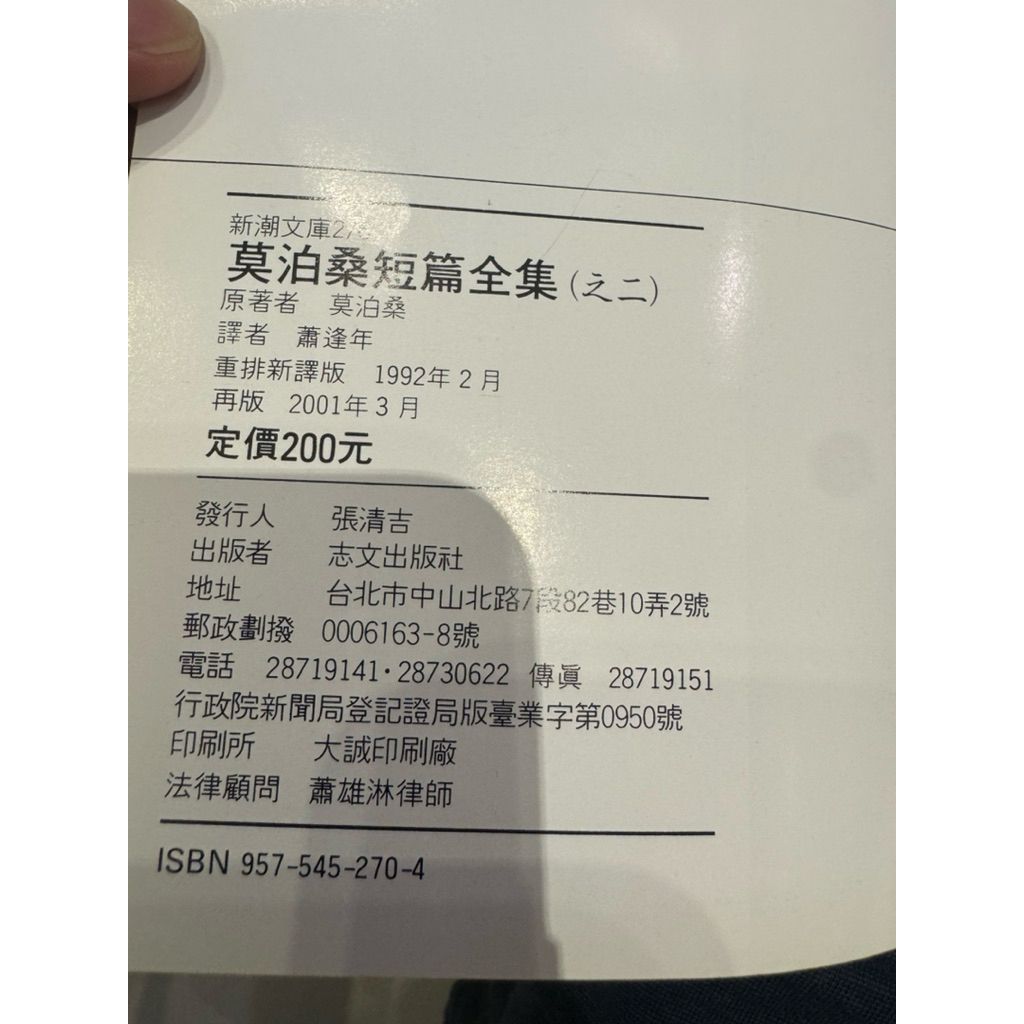 新潮文庫
莫泊桑短篇全集(之二)
原著者 莫泊桑
譯者 蕭逢年
重排新譯版 1992年2月
再版 2001年3月
定價200元
發行人 張清吉
出版者 志文出版社
地址 台北市中山北路7段82巷10弄2號
郵政劃撥 0006163-8號
電話 28719141·28730622 傳眞 28719151
行政院新聞局登記證局版臺業字第0950號
印刷所 大誠印刷廠
法律顧問 蕭雄淋律師
ISBN 957-545-270-4